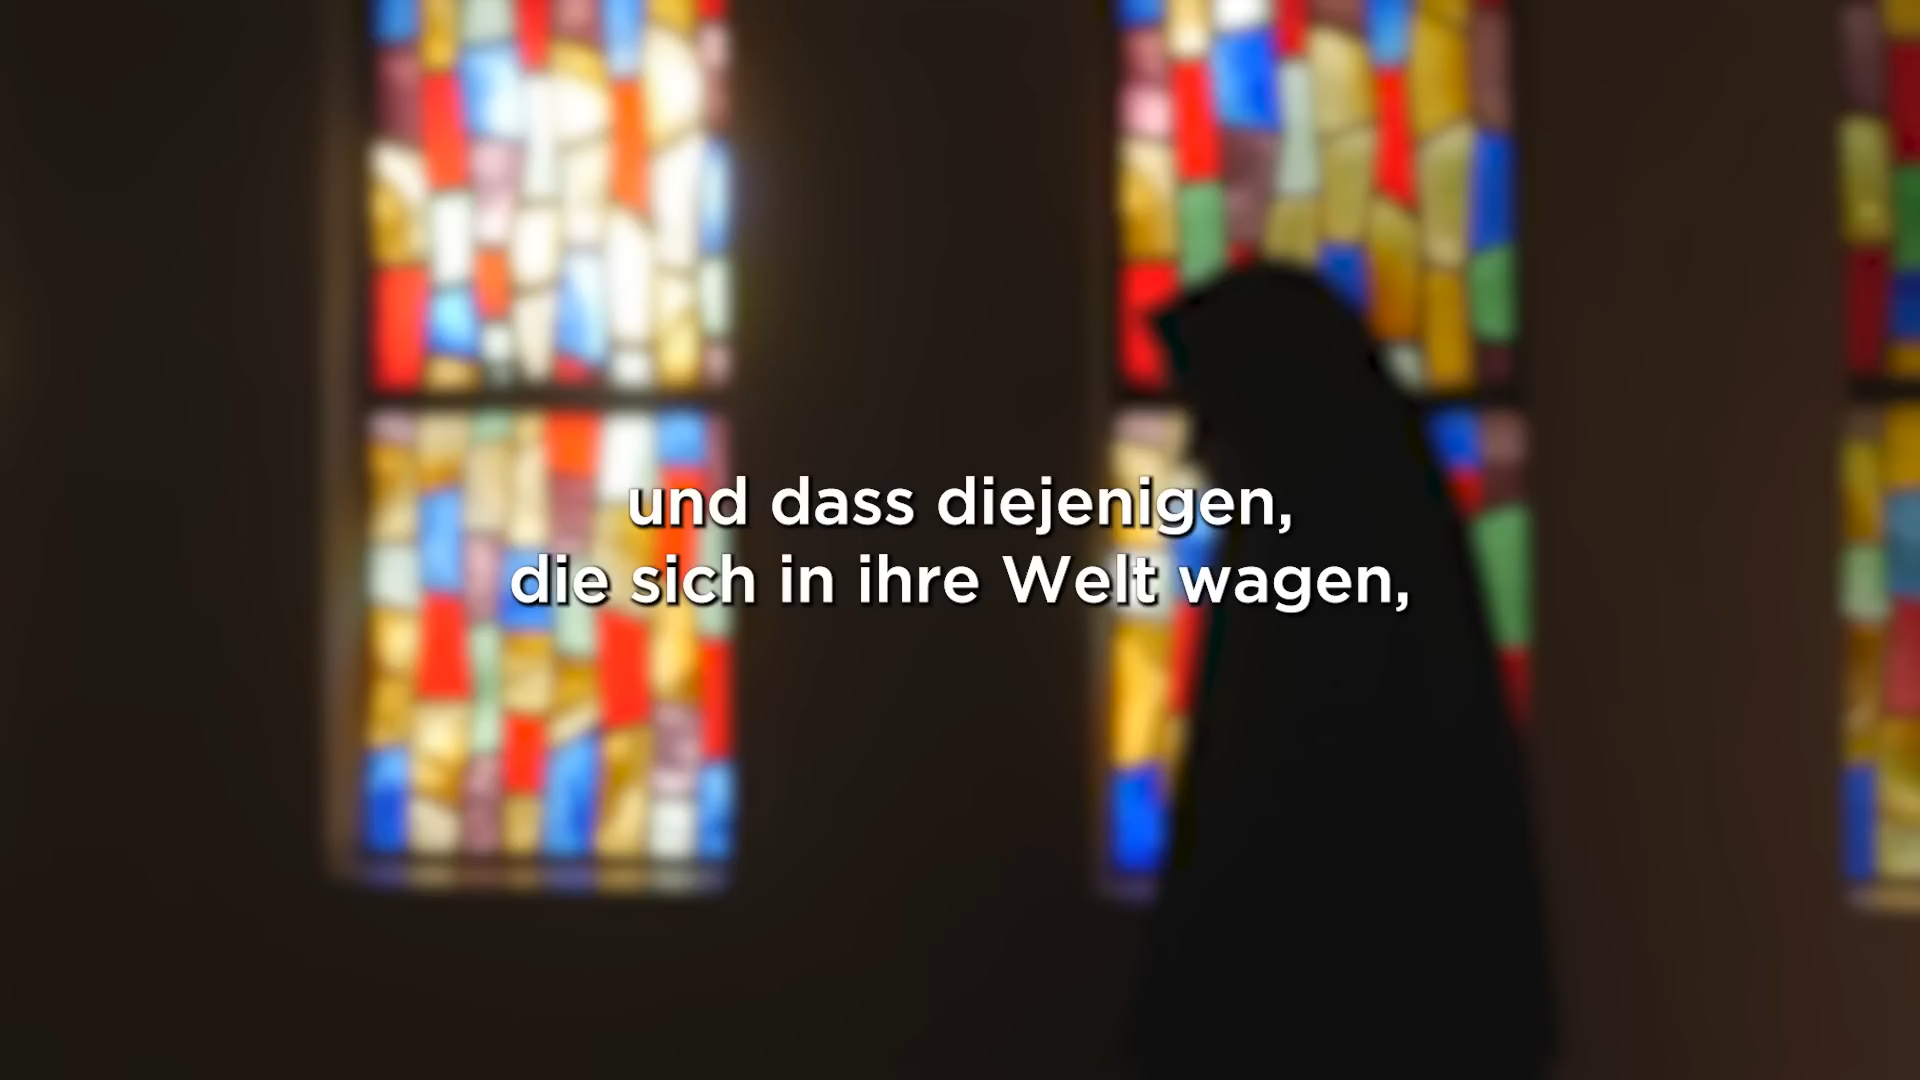 und dass diejenigen,
die sich in ihre Welt wagen,